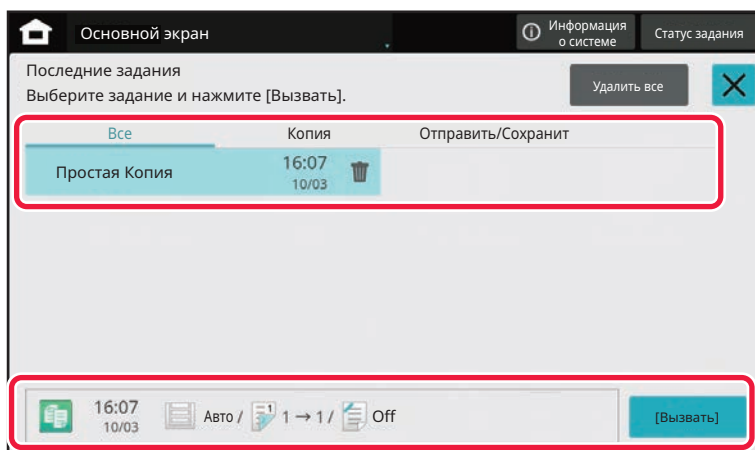 Основной экран
Информация
о системе
Статус задания
Последние задания
Выберите задание и нажмите [Вызвать].
Удалить все
Все Копия Отправить/Сохранит
Простая Копия 16:07
10/03
16:07
10/03
Авто / 1 1 → 1 / Off
[Вызвать]